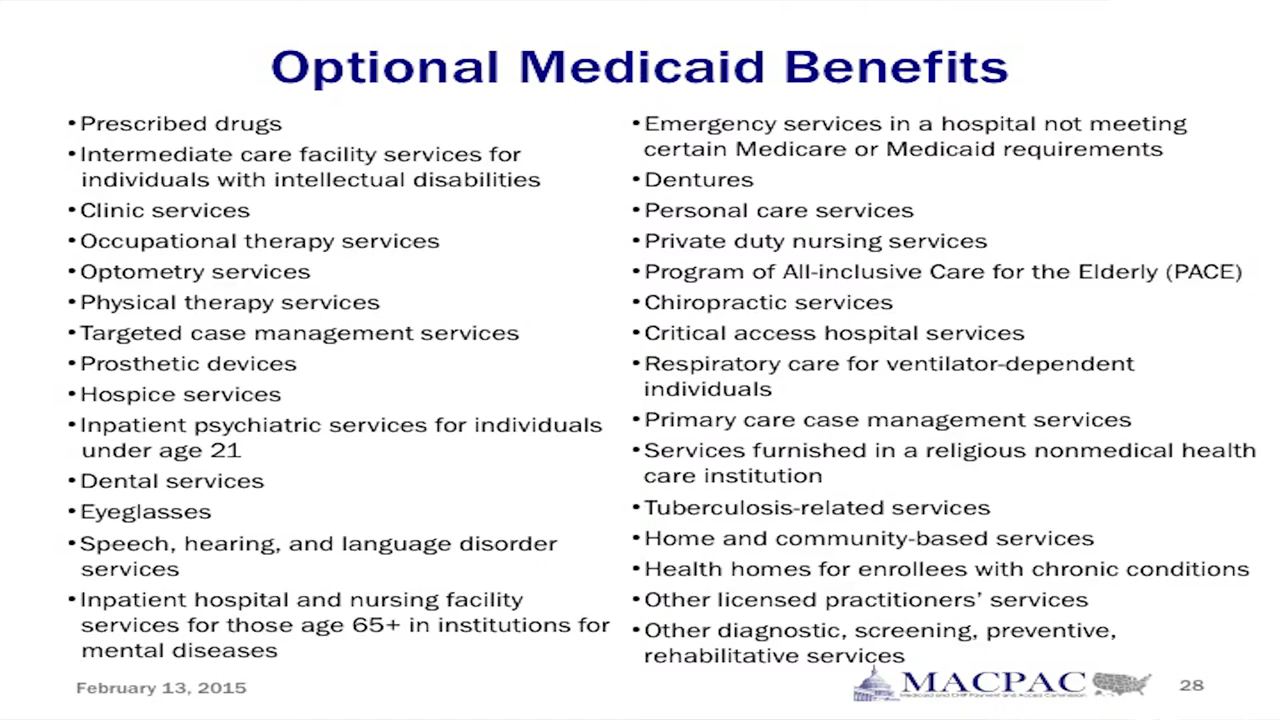 Optional Medicaid Benefits
•Prescribed drugs
•Intermediate care facility services for
individuals with intellectual disabilities
•Clinic services
•Occupational therapy services
•Optometry services
•Physical therapy services
•Targeted case management services
•Prosthetic devices
•Hospice services
•Inpatient psychiatric services for individuals
under age 21
•Dental services
•Eyeglasses
•Speech, hearing, and language disorder
services
•Inpatient hospital and nursing facility
services for those age 65+ in institutions for
mental diseases
•Emergency services in a hospital not meeting
certain Medicare or Medicaid requirements
•Dentures
•Personal care services
•Private duty nursing services
•Program of All-inclusive Care for the Elderly (PACE)
•Chiropractic services
•Critical access hospital services
•Respiratory care for ventilator-dependent
individuals
•Primary care case management services
•Services furnished in a religious nonmedical health
care institution
•Tuberculosis-related services
•Home and community-based services
•Health homes for enrollees with chronic conditions
•Other licensed practitioners’ services
•Other diagnostic, screening, preventive,
rehabilitative services
February 13, 2015
MACPAC
Medicaid and CHIP Payment and Access Commission
28